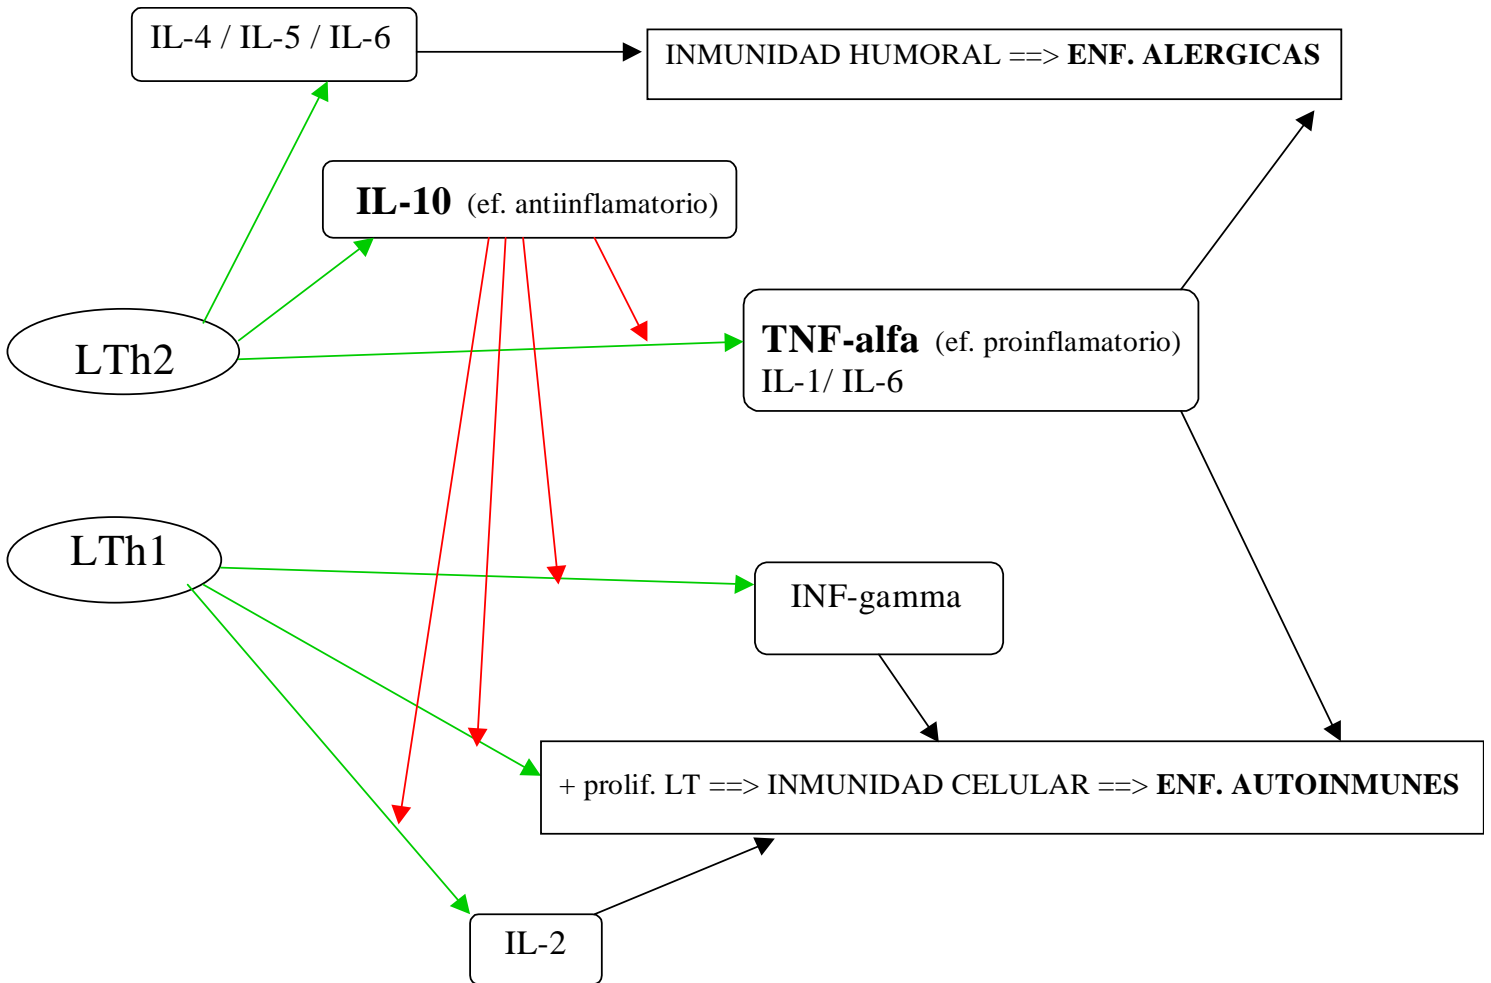 IL-4 / IL-5 / IL-6
INMUNIDAD HUMORAL ==> ENF. ALERGICAS
IL-10 (ef. antiinflamatorio)
LTh2
TNF-alfa (ef. proinflamatorio)
IL-1/ IL-6
LTh1
INF-gamma
+ prolif. LT ==> INMUNIDAD CELULAR ==> ENF. AUTOINMUNES
IL-2